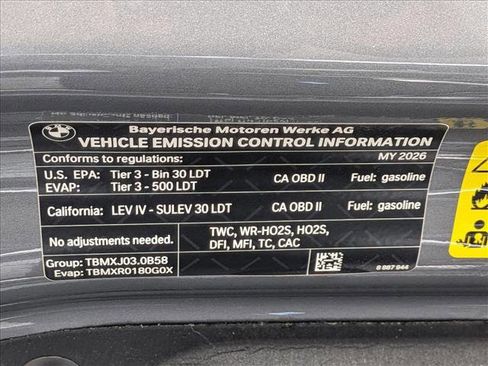 Bayerische Motoren Werke AG
VEHICLE EMISSION CONTROL INFORMATION
Conforms to regulations: MY 2026
U.S. EPA: Tier 3 - Bin 30 LDT CA OBD II Fuel: gasoline
EVAP: Tier 3 - 500 LDT
California: LEV IV - SULEV 30 LDT CA OBD II Fuel: gasoline
No adjustments needed. TWC, WR-HO2S, HO2S,
DFI, MFI, TC, CAC
Group: TBMXJ03.0B58
Evap: TBMXR0180G0X 8 887 944